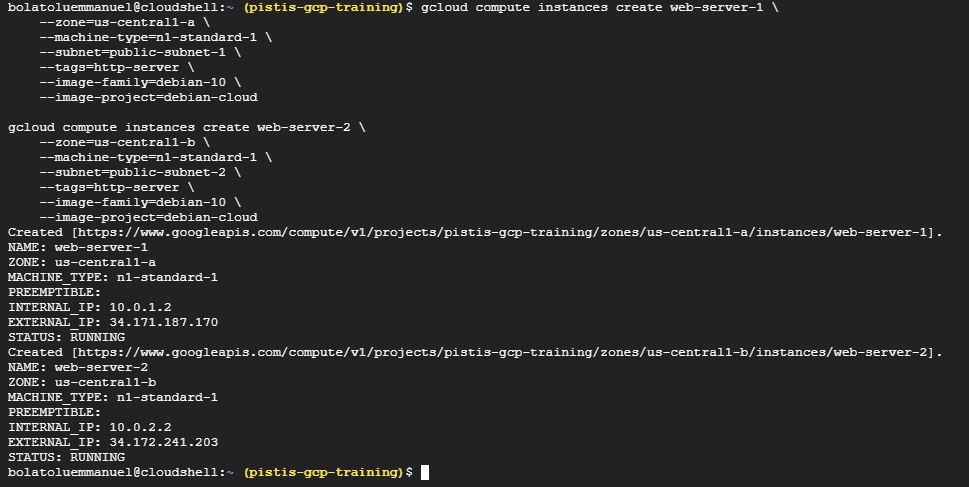 bolatoluemmanuel@cloudshell:~ (pistis-gcp-training)$ gcloud compute instances create web-server-1 \
    --zone=us-central1-a \
    --machine-type=n1-standard-1 \
    --subnet=public-subnet-1 \
    --tags=http-server \
    --image-family=debian-10 \
    --image-project=debian-cloud

gcloud compute instances create web-server-2 \
    --zone=us-central1-b \
    --machine-type=n1-standard-1 \
    --subnet=public-subnet-2 \
    --tags=http-server \
    --image-family=debian-10 \
    --image-project=debian-cloud
Created [https://www.googleapis.com/compute/v1/projects/pistis-gcp-training/zones/us-central1-a/instances/web-server-1].
NAME: web-server-1
ZONE: us-central1-a
MACHINE_TYPE: n1-standard-1
PREEMPTIBLE:
INTERNAL_IP: 10.0.1.2
EXTERNAL_IP: 34.171.187.170
STATUS: RUNNING
Created [https://www.googleapis.com/compute/v1/projects/pistis-gcp-training/zones/us-central1-b/instances/web-server-2].
NAME: web-server-2
ZONE: us-central1-b
MACHINE_TYPE: n1-standard-1
PREEMPTIBLE:
INTERNAL_IP: 10.0.2.2
EXTERNAL_IP: 34.172.241.203
STATUS: RUNNING
bolatoluemmanuel@cloudshell:~ (pistis-gcp-training)$